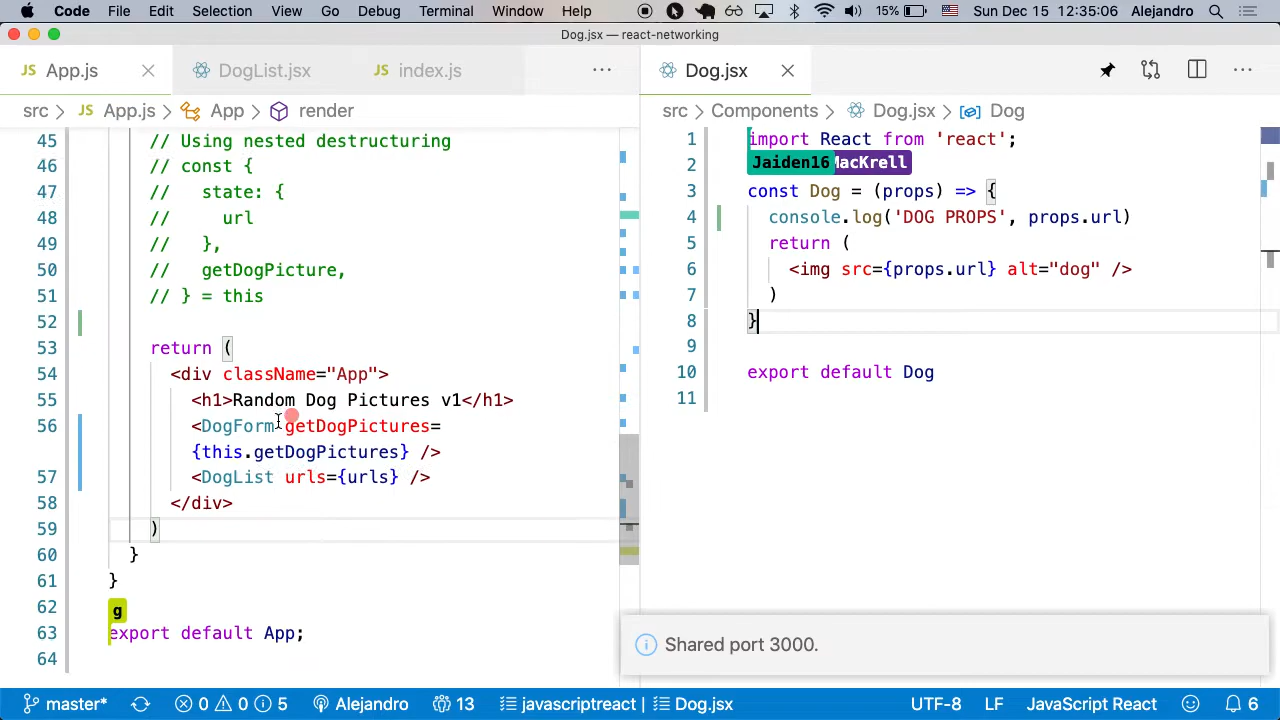 Code File Edit Selection View Go Debug Terminal Window Help 15% Sun Dec 15 12:35:06 Alejandro
Dog.jsx — react-networking
JS App.js DogList.jsx JS index.js ...
src > JS App.js > App > render
45 // Using nested destructuring
46 // const {
47 // state: {
48 // url
49 // },
50 // getDogPicture,
51 // } = this
52
53 return (
54 <div className="App">
55 <h1>Random Dog Pictures v1</h1>
56 <DogForm getDogPictures=
{this.getDogPictures} />
57 <DogList urls={urls} />
58 </div>
59 )
60 }
61 }
62 g
63 export default App;
64
Dog.jsx ...
src > Components > Dog.jsx > Dog
1 import React from 'react';
2 Jaiden16 MacKrell
3 const Dog = (props) => {
4 console.log('DOG PROPS', props.url)
5 return (
6 <img src={props.url} alt="dog" />
7 )
8 }
9
10 export default Dog
11
Shared port 3000.
master* 0 0 5 Alejandro 13 javascriptreact | Dog.jsx UTF-8 LF JavaScript React 6